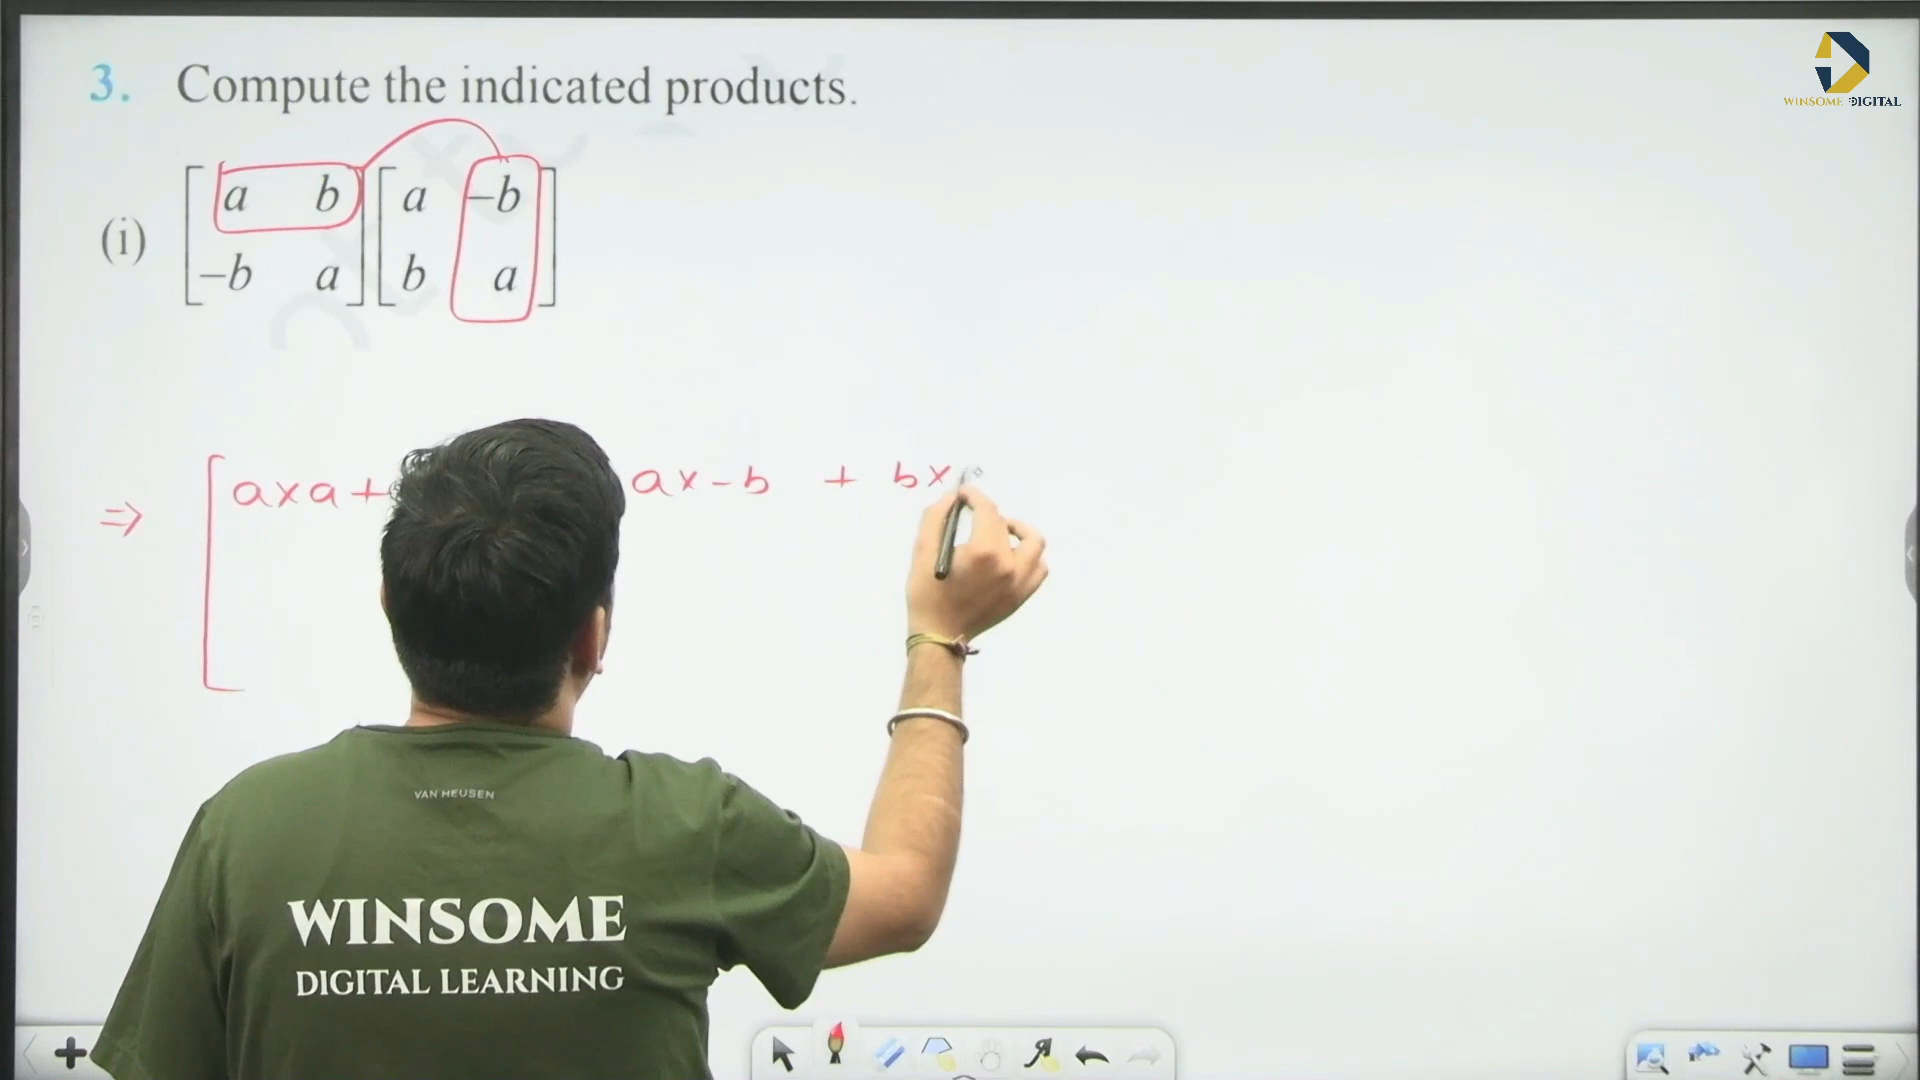 3. Compute the indicated products.
WINSOME DIGITAL
(i) [ a b ] [ a –b ]
[ –b a ] [ b a ]
⇒ [ a×a+ a×-b + b×
VAN HEUSEN
WINSOME
DIGITAL LEARNING